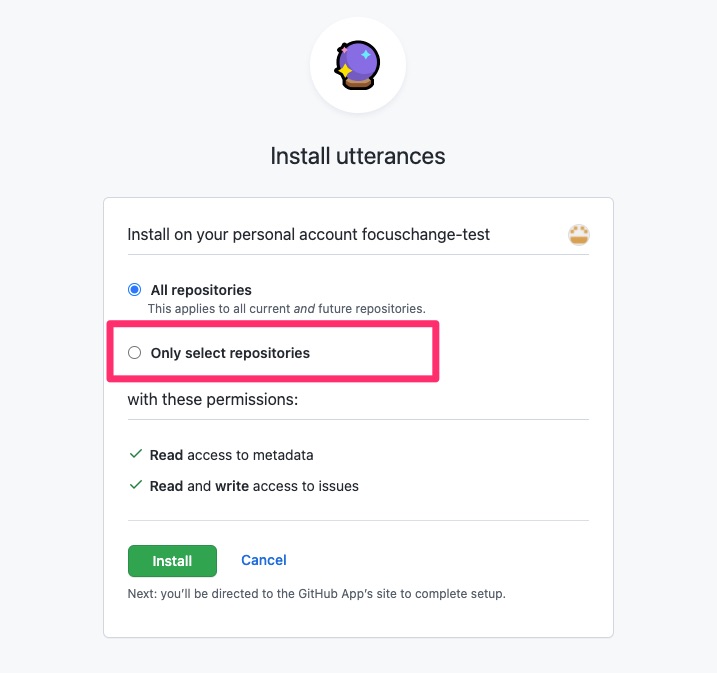 Install utterances
Install on your personal account focuschange-test
All repositories
This applies to all current and future repositories.
Only select repositories
with these permissions:
Read access to metadata
Read and write access to issues
Install Cancel
Next: you'll be directed to the GitHub App's site to complete setup.